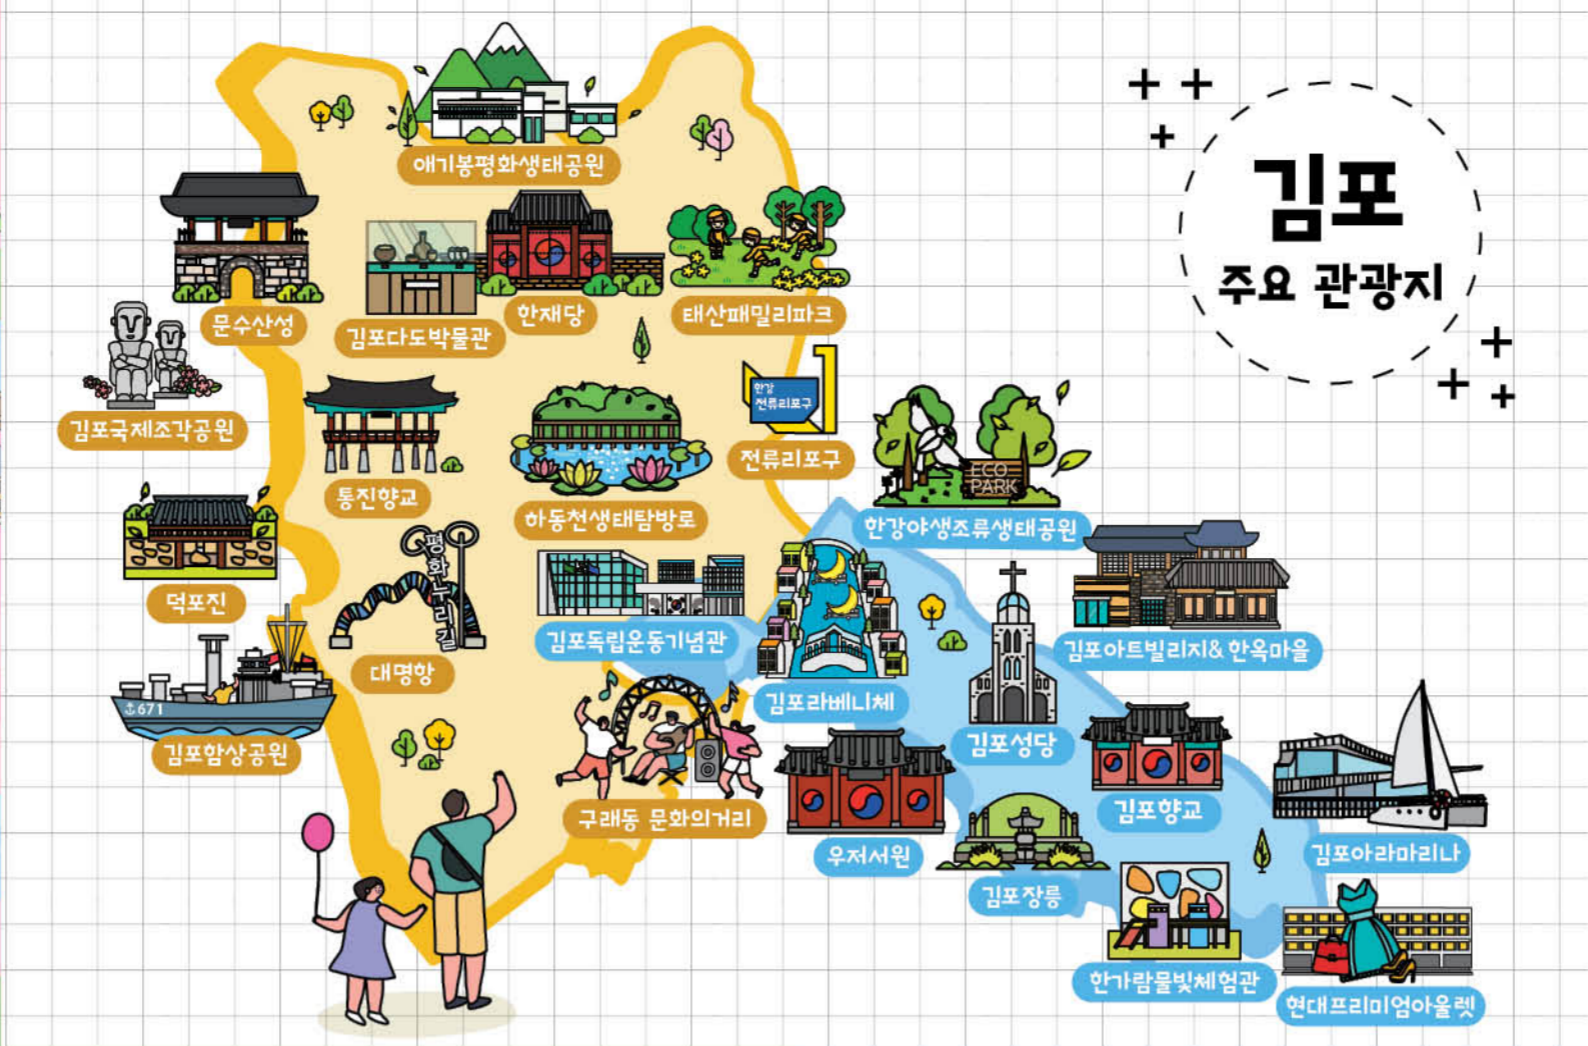 김포
주요 관광지
애기봉평화생태공원
문수산성
김포다도박물관
한재당
태산패밀리파크
김포국제조각공원
통진향교
하동천생태탐방로
한강
전류리포구
전류리포구
ECO
PARK
한강야생조류생태공원
덕포진
평화누리길
대명항
김포독립운동기념관
김포라베니체
김포아트빌리지&한옥마을
671
김포함상공원
구래동 문화의거리
김포성당
우저서원
김포향교
김포장릉
김포아라마리나
한가람물빛체험관
현대프리미엄아울렛